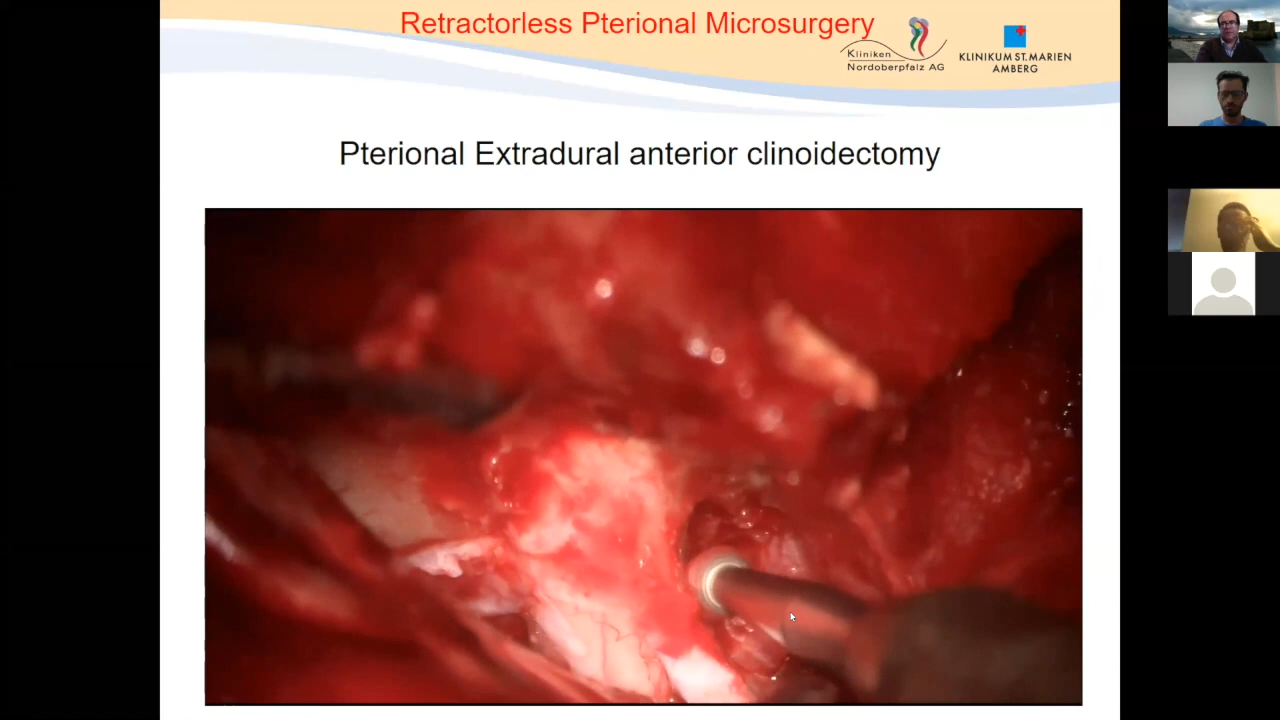 Retractorless Pterional Microsurgery
Kliniken
Nordoberpfalz AG
KLINIKUM ST. MARIEN
AMBERG
Pterional Extradural anterior clinoidectomy